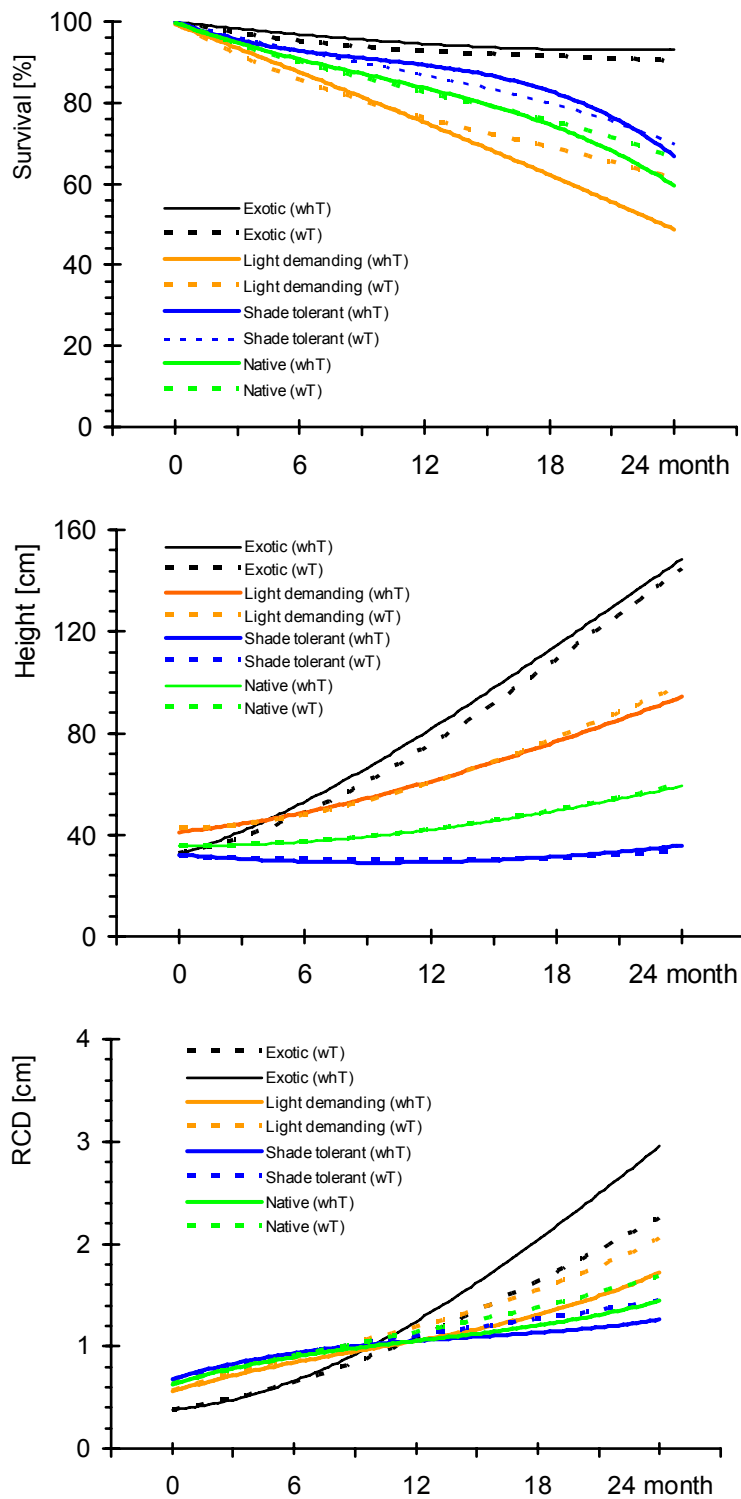 Survival [%]
100
80
60
40
20
0
Exotic (whT)
Exotic (wT)
Light demanding (whT)
Light demanding (wT)
Shade tolerant (whT)
Shade tolerant (wT)
Native (whT)
Native (wT)
0 6 12 18 24 month
Height [cm]
160
120
80
40
0
Exotic (whT)
Exotic (wT)
Light demanding (whT)
Light demanding (wT)
Shade tolerant (whT)
Shade tolerant (wT)
Native (whT)
Native (wT)
0 6 12 18 24 month
RCD [cm]
4
3
2
1
0
Exotic (wT)
Exotic (whT)
Light demanding (whT)
Light demanding (wT)
Shade tolerant (whT)
Shade tolerant (wT)
Native (whT)
Native (wT)
0 6 12 18 24 month